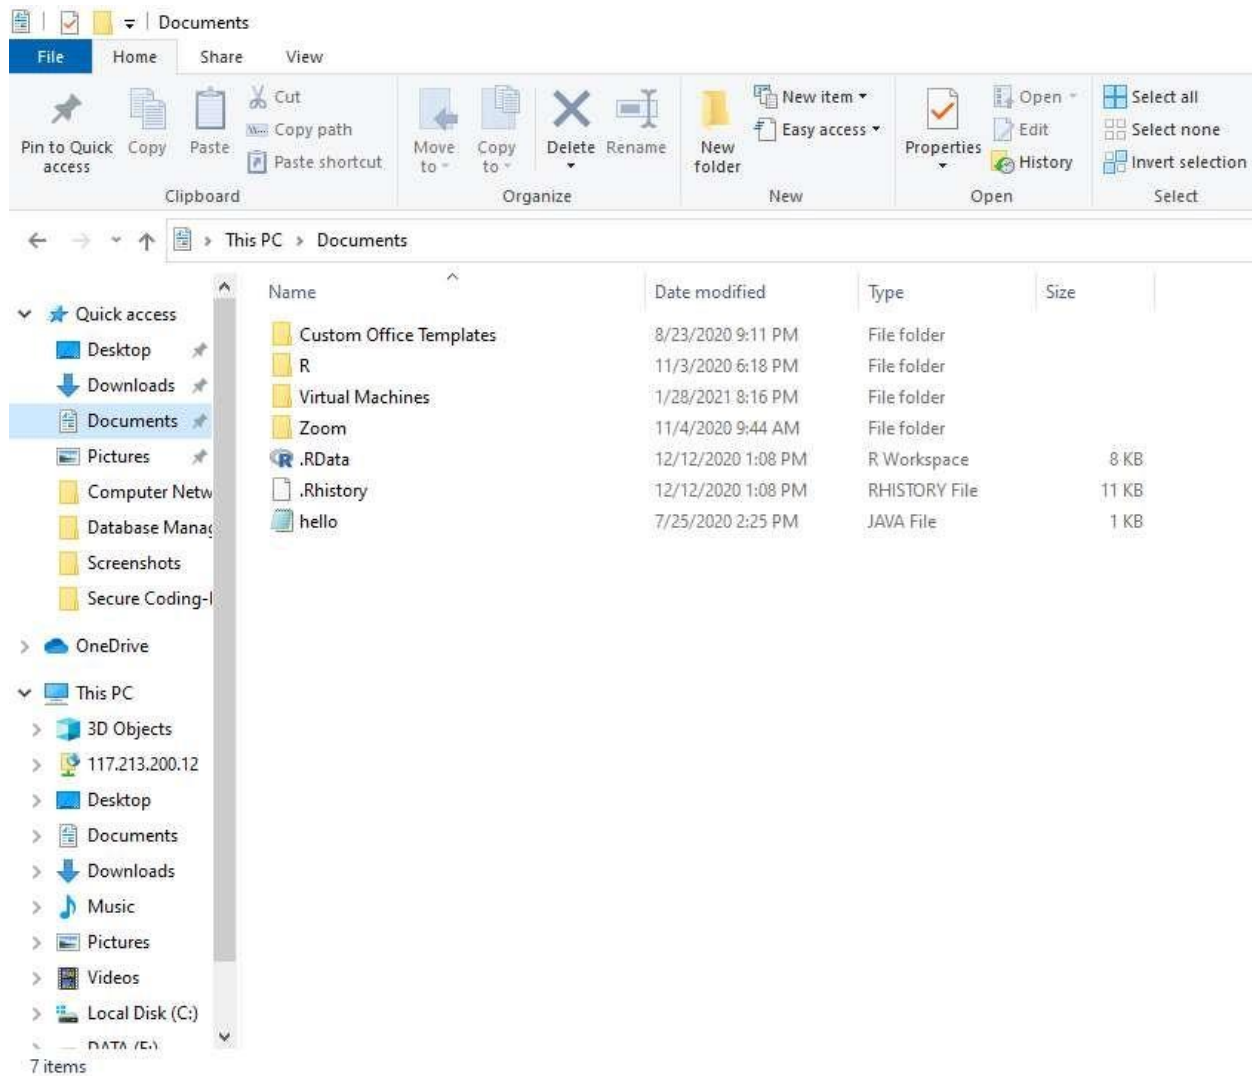 Documents
File Home Share View
Pin to Quick access
Copy
Paste
Cut
Copy path
Paste shortcut
Clipboard
Move to
Copy to
Delete
Rename
Organize
New folder
New item
Easy access
New
Properties
Open
Edit
History
Open
Select all
Select none
Invert selection
Select
This PC > Documents
Name Date modified Type Size
Custom Office Templates 8/23/2020 9:11 PM File folder
R 11/3/2020 6:18 PM File folder
Virtual Machines 1/28/2021 8:16 PM File folder
Zoom 11/4/2020 9:44 AM File folder
.RData 12/12/2020 1:08 PM R Workspace 8 KB
.Rhistory 12/12/2020 1:08 PM RHISTORY File 11 KB
hello 7/25/2020 2:25 PM JAVA File 1 KB
Quick access
Desktop
Downloads
Documents
Pictures
Computer Netw
Database Manag
Screenshots
Secure Coding-
OneDrive
This PC
3D Objects
117.213.200.12
Desktop
Documents
Downloads
Music
Pictures
Videos
Local Disk (C:)
DATA
7 items